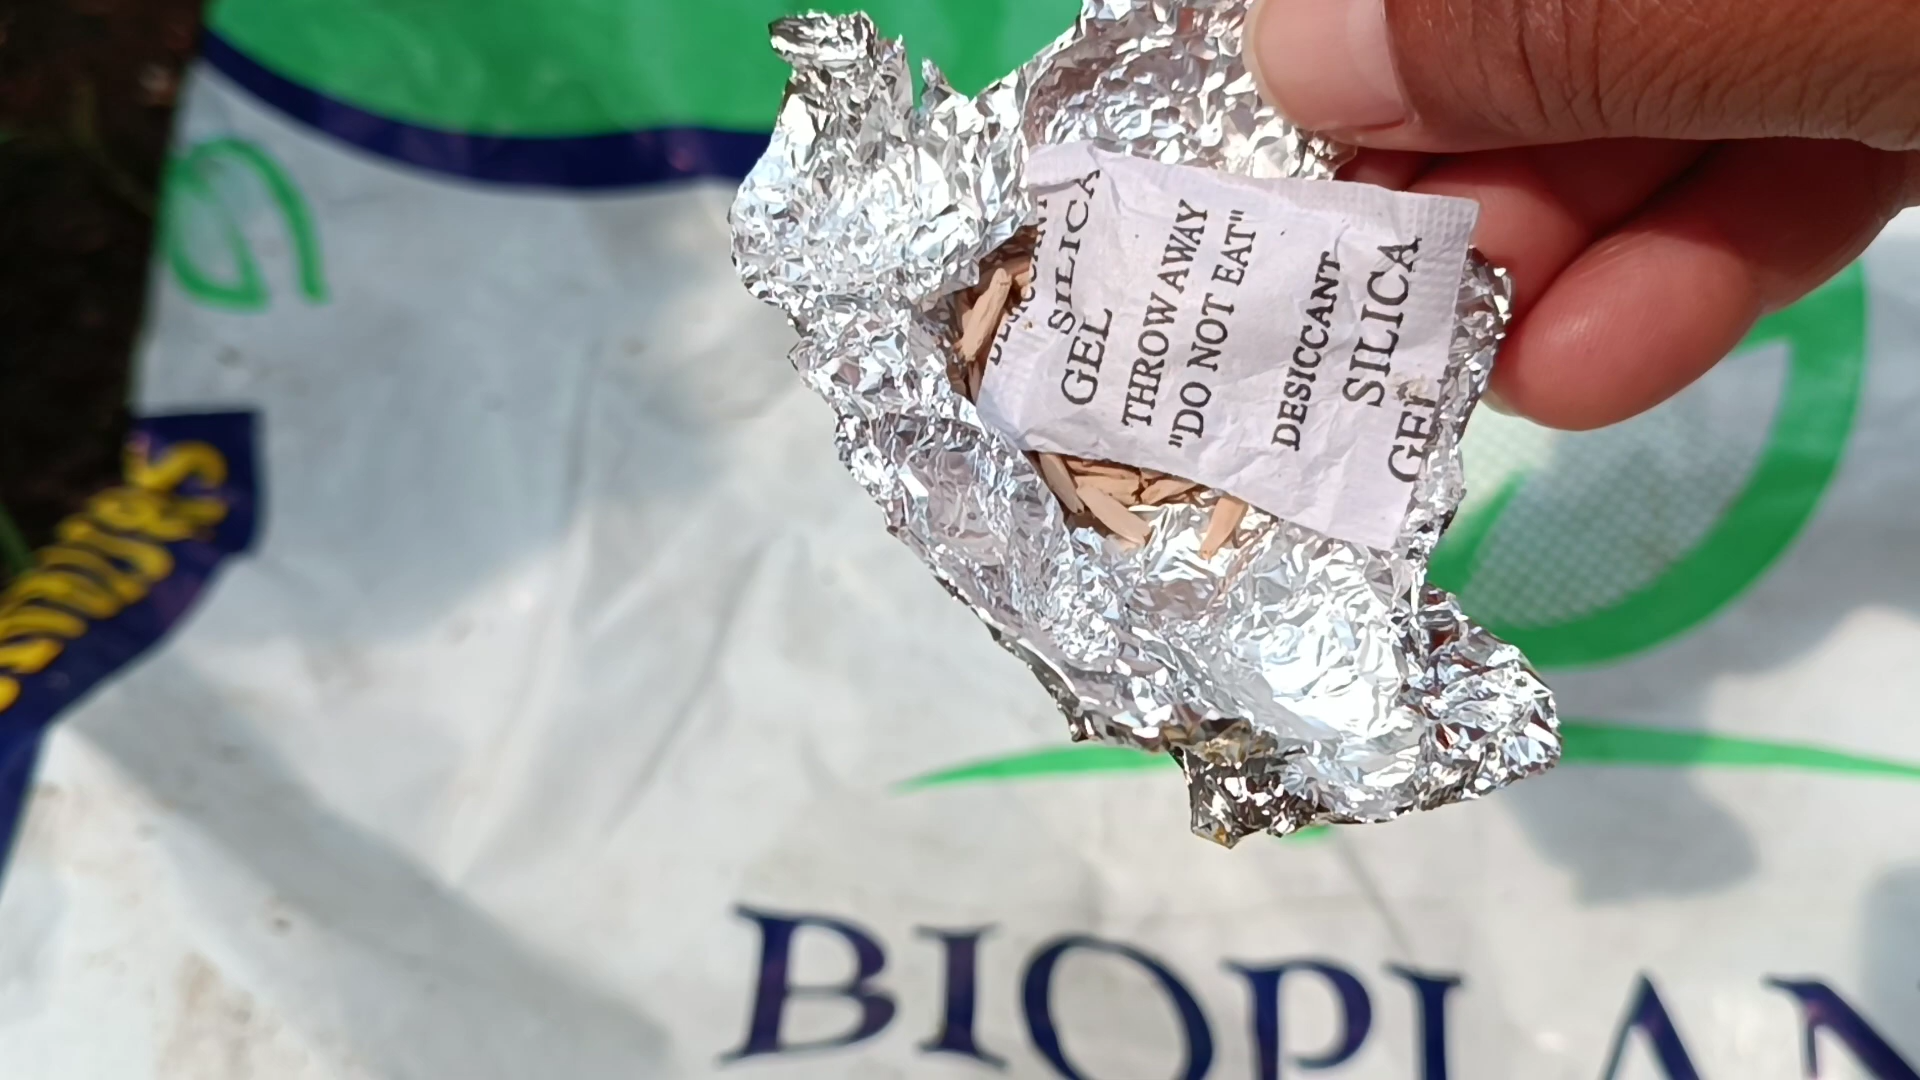 SILICA
GEL
THROW AWAY
"DO NOT EAT"
DESICCANT
SILICA
GEL
BIOPLAN